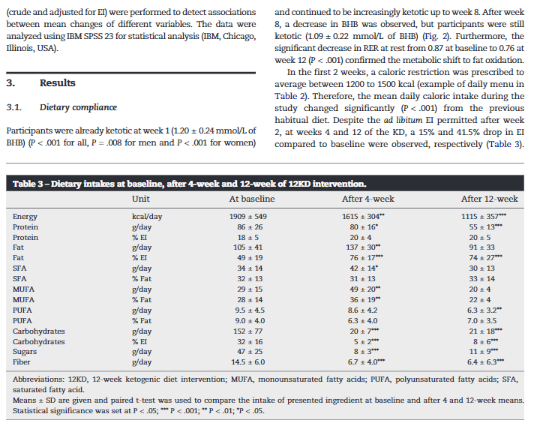 (crude and adjusted for EI) were performed to detect associations
between mean changes of different variables. The data were
analyzed using IBM SPSS 23 for statistical analysis (IBM, Chicago,
Illinois, USA).
3. Results
3.1. Dietary compliance
Participants were already ketotic at week 1 (1.20 ± 0.24 mmol/L of
BHB) (P < .001 for all, P = .008 for men and P < .001 for women)
and continued to be increasingly ketotic up to week 8. After week
8, a decrease in BHB was observed, but participants were still
ketotic (1.09 ± 0.22 mmol/L of BHB) (Fig. 2). Furthermore, the
significant decrease in RER at rest from 0.87 at baseline to 0.76 at
week 12 (P < .001) confirmed the metabolic shift to fat oxidation.
In the first 2 weeks, a caloric restriction was prescribed to
average between 1200 to 1500 kcal (example of daily menu in
Table 2). Therefore, the mean daily caloric intake during the
study changed significantly (P < .001) from the previous
habitual diet. Despite the ad libitum EI permitted after week
2, at weeks 4 and 12 of the KD, a 15% and 41.5% drop in EI
compared to baseline were observed, respectively (Table 3).
Table 3 – Dietary intakes at baseline, after 4-week and 12-week of 12KD intervention.
Unit At baseline After 4-week After 12-week
Energy kcal/day 1909 ± 549 1615 ± 304** 1115 ± 357***
Protein g/day 86 ± 26 80 ± 16* 55 ± 13***
Protein % EI 18 ± 5 20 ± 4 20 ± 5
Fat g/day 105 ± 41 137 ± 30** 91 ± 33
Fat % EI 49 ± 19 76 ± 17*** 74 ± 27***
SFA g/day 34 ± 14 42 ± 14* 30 ± 13
SFA % Fat 32 ± 13 31 ± 13 33 ± 14
MUFA g/day 29 ± 15 49 ± 20** 20 ± 4
MUFA % Fat 28 ± 14 36 ± 19** 22 ± 4
PUFA g/day 9.5 ± 4.5 8.6 ± 4.2 6.3 ± 3.2**
PUFA % Fat 9.0 ± 4.0 6.3 ± 4.0 7.0 ± 3.5
Carbohydrates g/day 152 ± 77 20 ± 7*** 21 ± 18***
Carbohydrates % EI 32 ± 16 5 ± 2*** 8 ± 6***
Sugars g/day 47 ± 25 8 ± 3*** 11 ± 9***
Fiber g/day 14.5 ± 6.0 6.7 ± 4.0*** 6.4 ± 6.3***
Abbreviations: 12KD, 12-week ketogenic diet intervention; MUFA, monounsaturated fatty acids; PUFA, polyunsaturated fatty acids; SFA,
saturated fatty acid.
Means ± SD are given and paired t-test was used to compare the intake of presented ingredient at baseline and after 4 and 12-week means.
Statistical significance was set at P < .05; *** P < .001; ** P < .01; *P < .05.